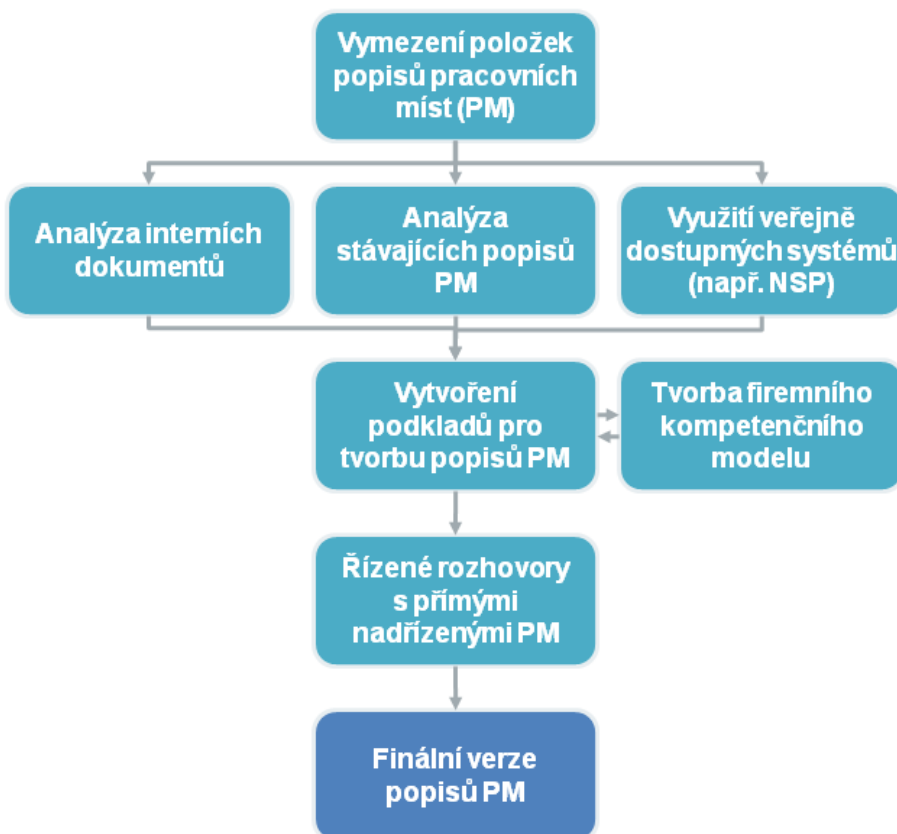 Vymezení položek
popisů pracovních
míst (PM)
Analýza interních
dokumentů
Analýza
stávajících popisů
PM
Využití veřejně
dostupných systémů
(např. NSP)
Vytvoření
podkladů pro
tvorbu popisů PM
Tvorba firemního
kompetenčního
modelu
Řízené rozhovory
s přímými
nadřízenými PM
Finální verze
popisů PM